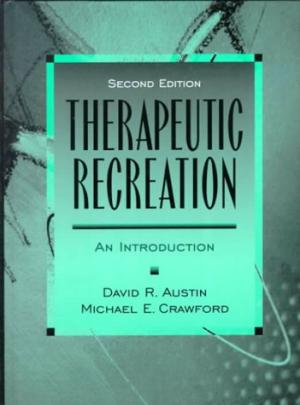 SECOND EDITION
THERAPEUTIC
RECREATION
AN INTRODUCTION
DAVID R. AUSTIN
MICHAEL E. CRAWFORD